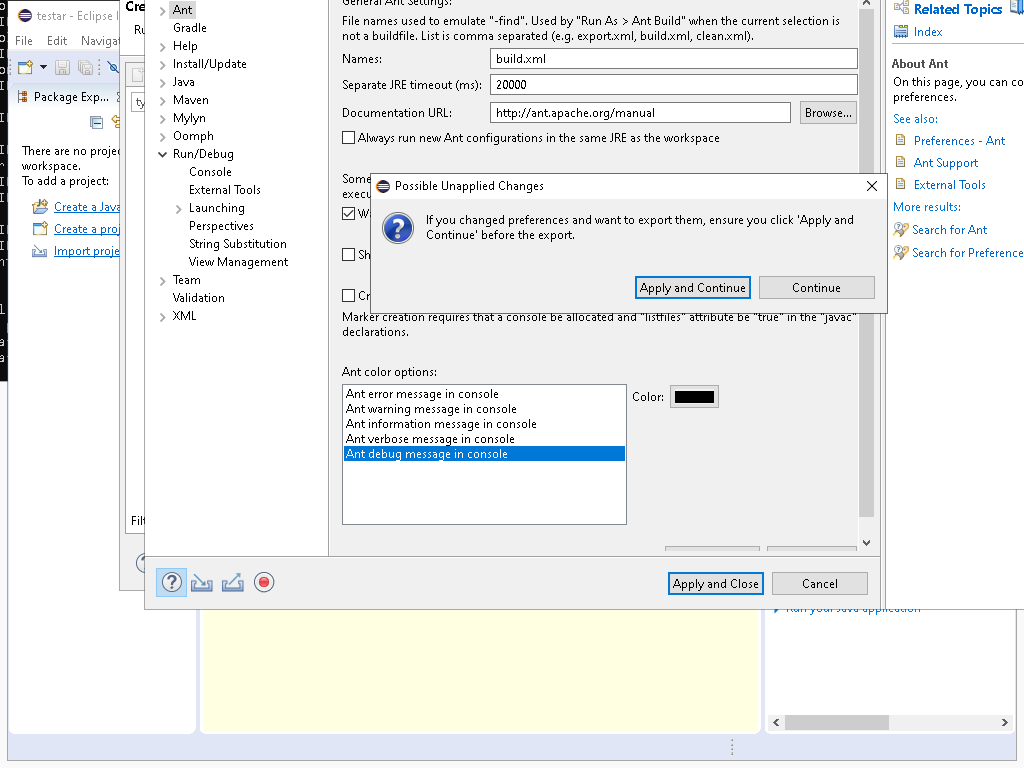 testar - Eclipse I
File Edit Naviga
Package Exp...
There are no proje
workspace.
To add a project:
Create a Java
Create a proj
Import proje
Cre
Ru
ty
Filt
Ant
Gradle
Help
Install/Update
Java
Maven
Mylyn
Oomph
Run/Debug
Console
External Tools
Launching
Perspectives
String Substitution
View Management
Team
Validation
XML
General Ant Settings:
File names used to emulate "-find". Used by "Run As > Ant Build" when the current selection is
not a buildfile. List is comma separated (e.g. export.xml, build.xml, clean.xml).
Names: build.xml
Separate JRE timeout (ms): 20000
Documentation URL: http://ant.apache.org/manual Browse...
Always run new Ant configurations in the same JRE as the workspace
Some
execu
Wa
Sh
Cr
Possible Unapplied Changes
If you changed preferences and want to export them, ensure you click 'Apply and
Continue' before the export.
Apply and Continue Continue
Marker creation requires that a console be allocated and "listfiles" attribute be "true" in the "javac"
declarations.
Ant color options:
Ant error message in console
Ant warning message in console
Ant information message in console
Ant verbose message in console
Ant debug message in console
Color:
Apply and Close Cancel
Related Topics
Index
About Ant
On this page, you can co
preferences.
See also:
Preferences - Ant
Ant Support
External Tools
More results:
Search for Ant
Search for Preference
Run your Java application